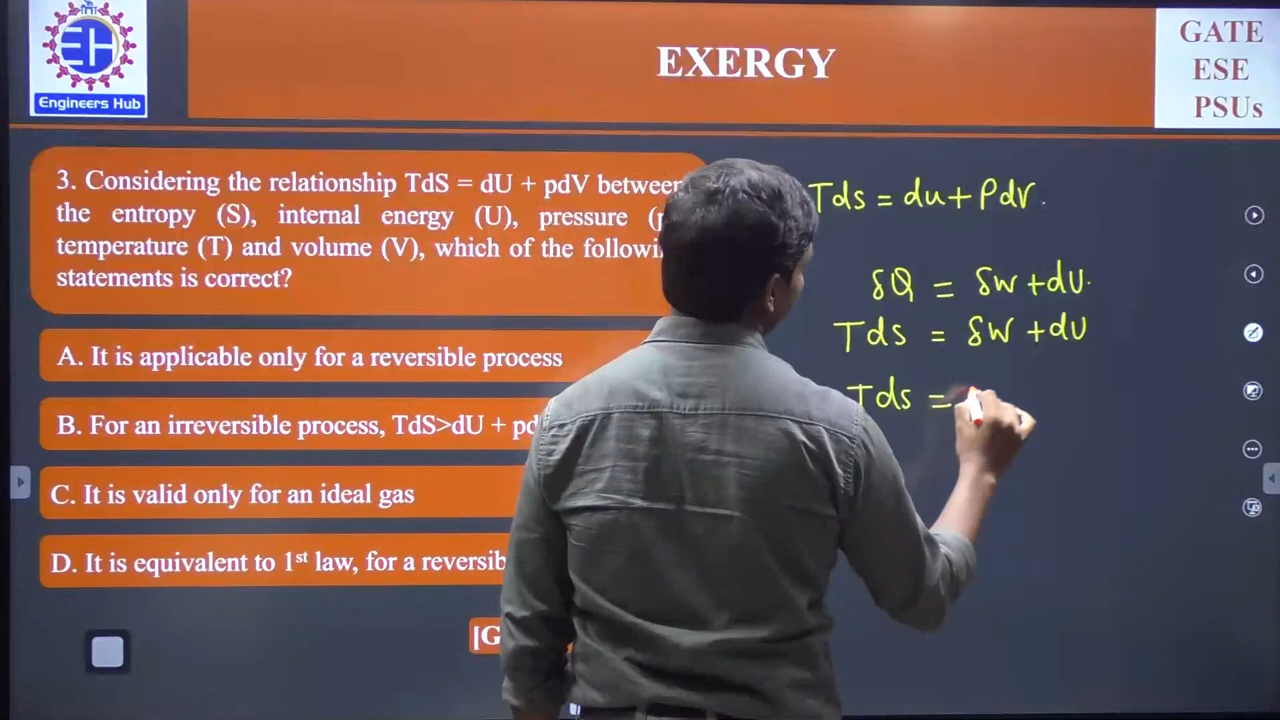 Engineers Hub
EXERGY
GATE
ESE
PSUs
3. Considering the relationship TdS = dU + pdV between
the entropy (S), internal energy (U), pressure
temperature (T) and volume (V), which of the
statements is correct?
A. It is applicable only for a reversible process
B. For an irreversible process, TdS>dU +
C. It is valid only for an ideal gas
D. It is equivalent to 1st law, for a
Tds = du + Pdv.
δQ = δW + dU.
Tds = δW + dU
Tds =